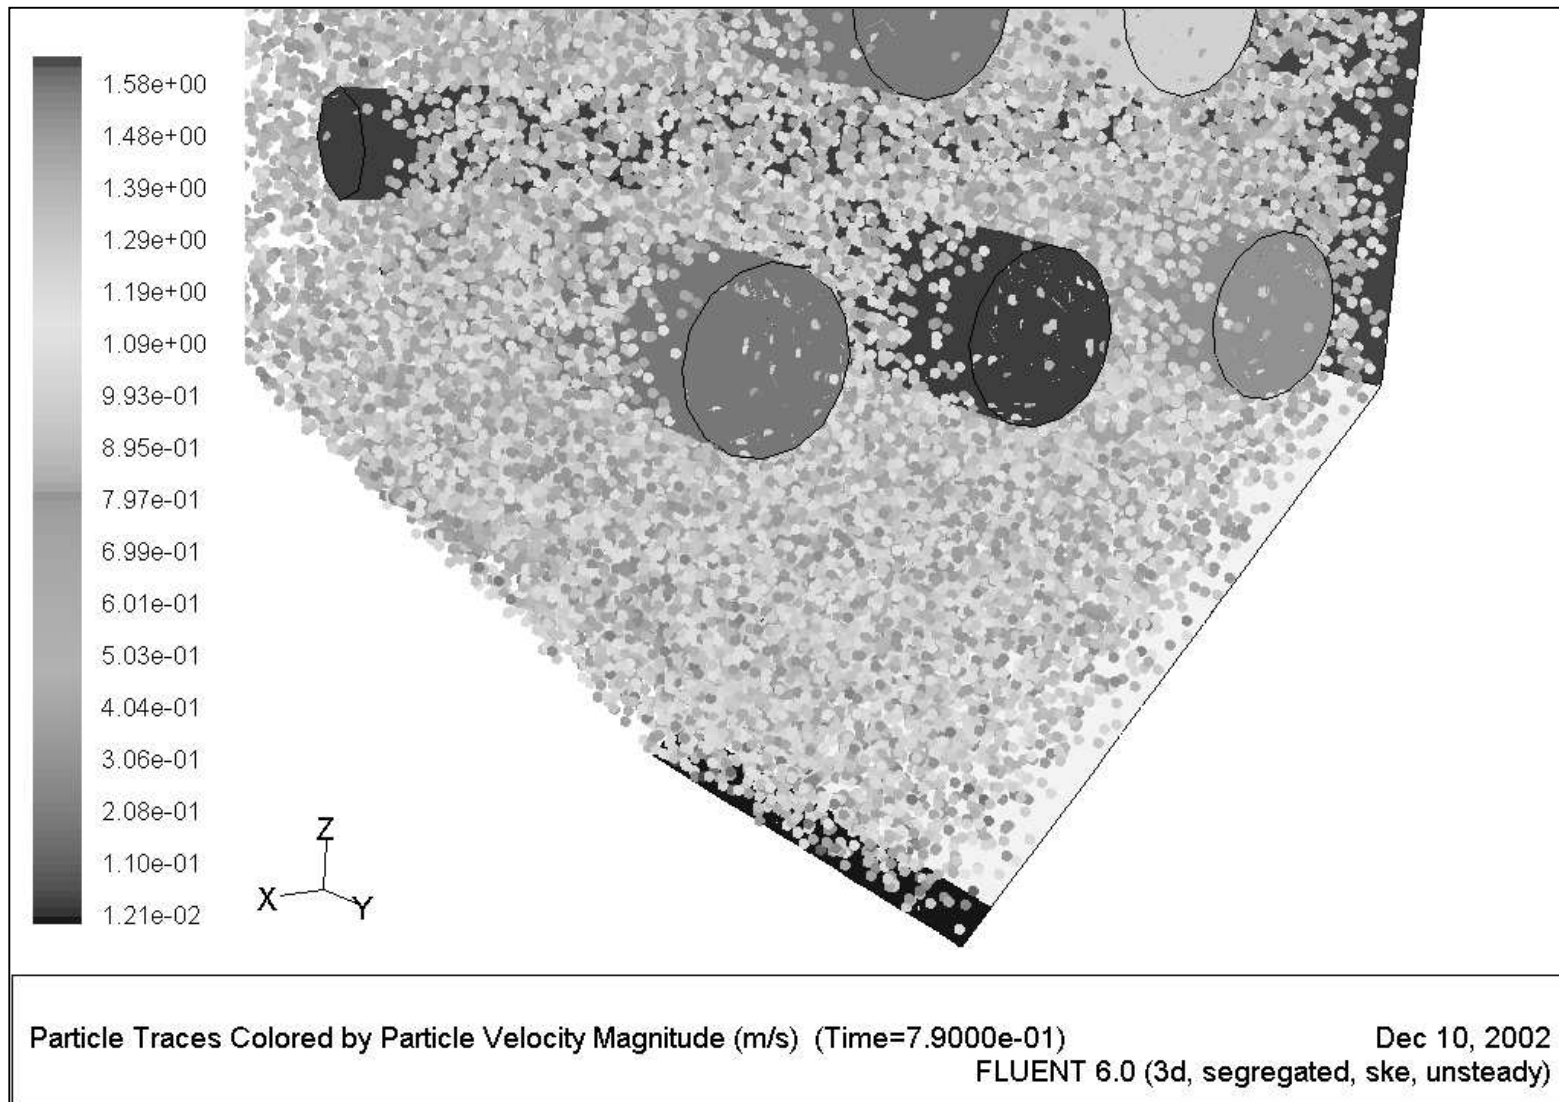 1.58e+00
1.48e+00
1.39e+00
1.29e+00
1.19e+00
1.09e+00
9.93e-01
8.95e-01
7.97e-01
6.99e-01
6.01e-01
5.03e-01
4.04e-01
3.06e-01
2.08e-01
1.10e-01
1.21e-02
Z
X
Y
Particle Traces Colored by Particle Velocity Magnitude (m/s) (Time=7.9000e-01)
Dec 10, 2002
FLUENT 6.0 (3d, segregated, ske, unsteady)